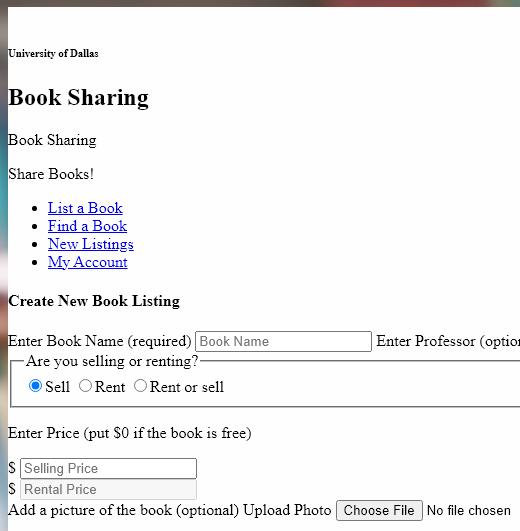 University of Dallas
Book Sharing
Book Sharing
Share Books!
List a Book
Find a Book
New Listings
My Account
Create New Book Listing
Enter Book Name (required) Book Name Enter Professor
Are you selling or renting?
Sell Rent Rent or sell
Enter Price (put $0 if the book is free)
$ Selling Price
$ Rental Price
Add a picture of the book (optional) Upload Photo Choose File No file chosen